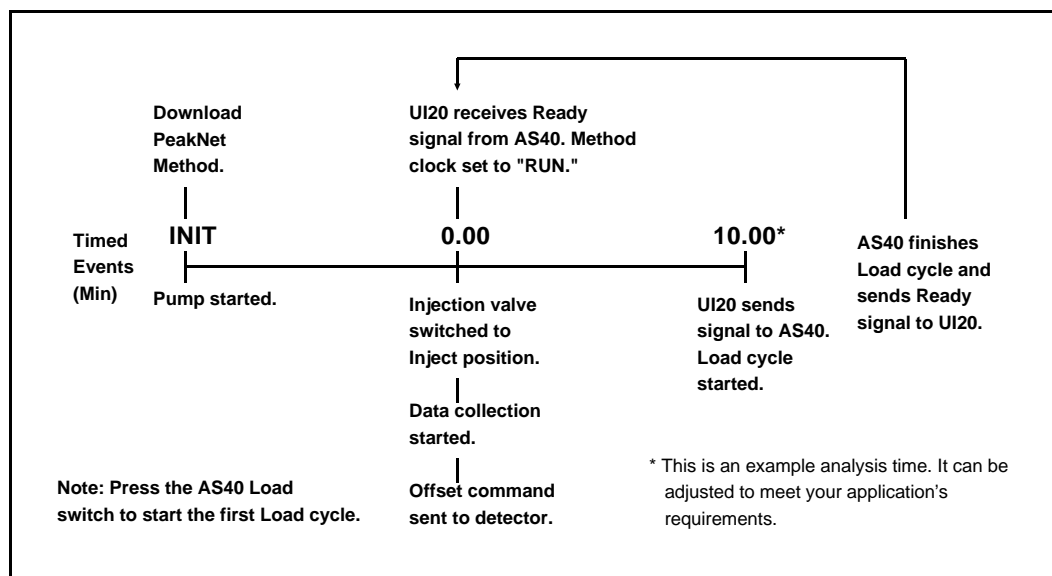 Download
PeakNet
Method.
UI20 receives Ready
signal from AS40. Method
clock set to "RUN."
Timed
Events
(Min)
INIT
0.00
10.00*
AS40 finishes
Load cycle and
sends Ready
signal to UI20.
Pump started.
Injection valve
switched to
Inject position.
UI20 sends
signal to AS40.
Load cycle
started.
Data collection
started.
Offset command
sent to detector.
Note: Press the AS40 Load
switch to start the first Load cycle.
* This is an example analysis time. It can be
adjusted to meet your application’s
requirements.